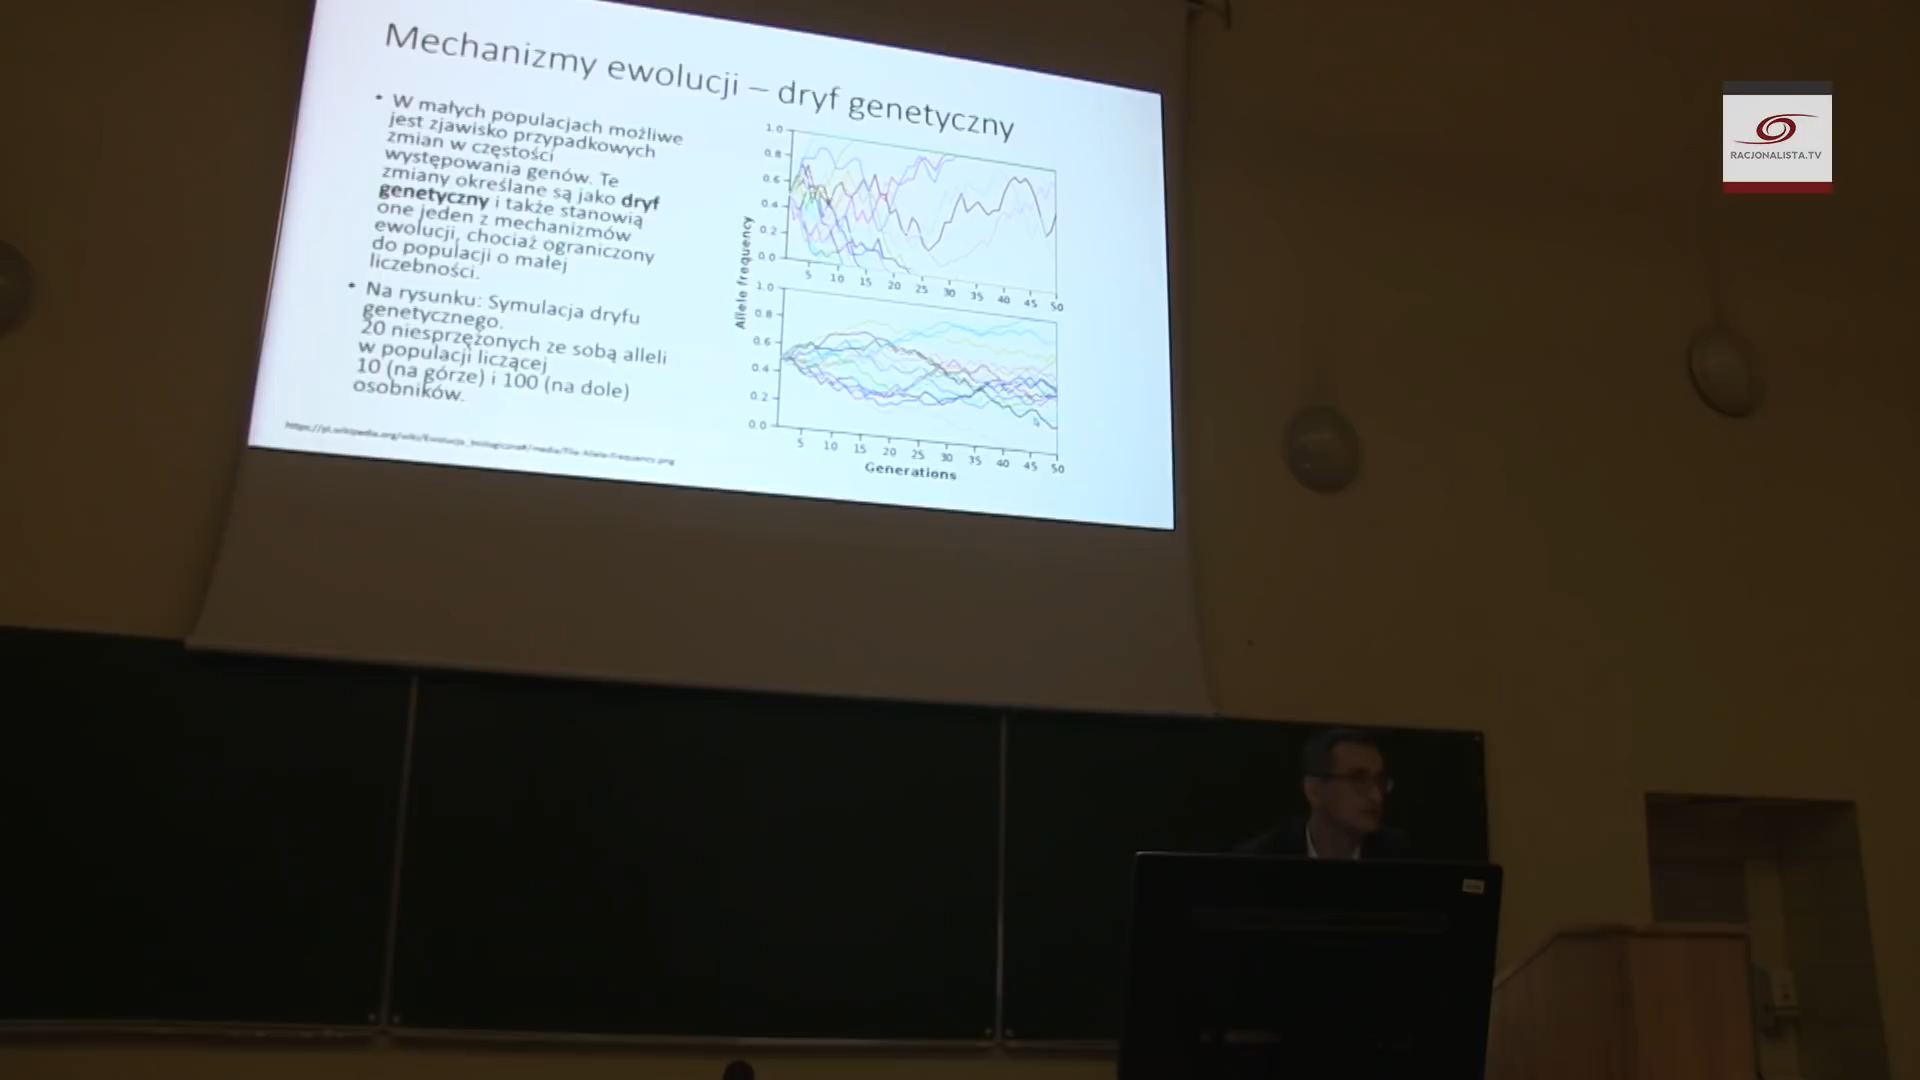 Mechanizmy ewolucji – dryf genetyczny
• W małych populacjach możliwe
jest zjawisko przypadkowych
zmian w częstości
występowania genów. Te
zmiany określane są jako dryf
genetyczny i także stanowią
one jeden z mechanizmów
ewolucji, chociaż ograniczony
do populacji o małej
liczebności.
• Na rysunku: Symulacja dryfu
genetycznego.
20 niesprzężonych ze sobą alleli
w populacji liczącej
10 (na górze) i 100 (na dole)
osobników.
Allele frequency
1.0
0.8
0.6
0.4
0.2
0.0
5 10 15 20 25 30 35 40 45 50
1.0
0.8
0.6
0.4
0.2
0.0
5 10 15 20 25 30 35 40 45 50
Generations
RACJONALISTA.TV